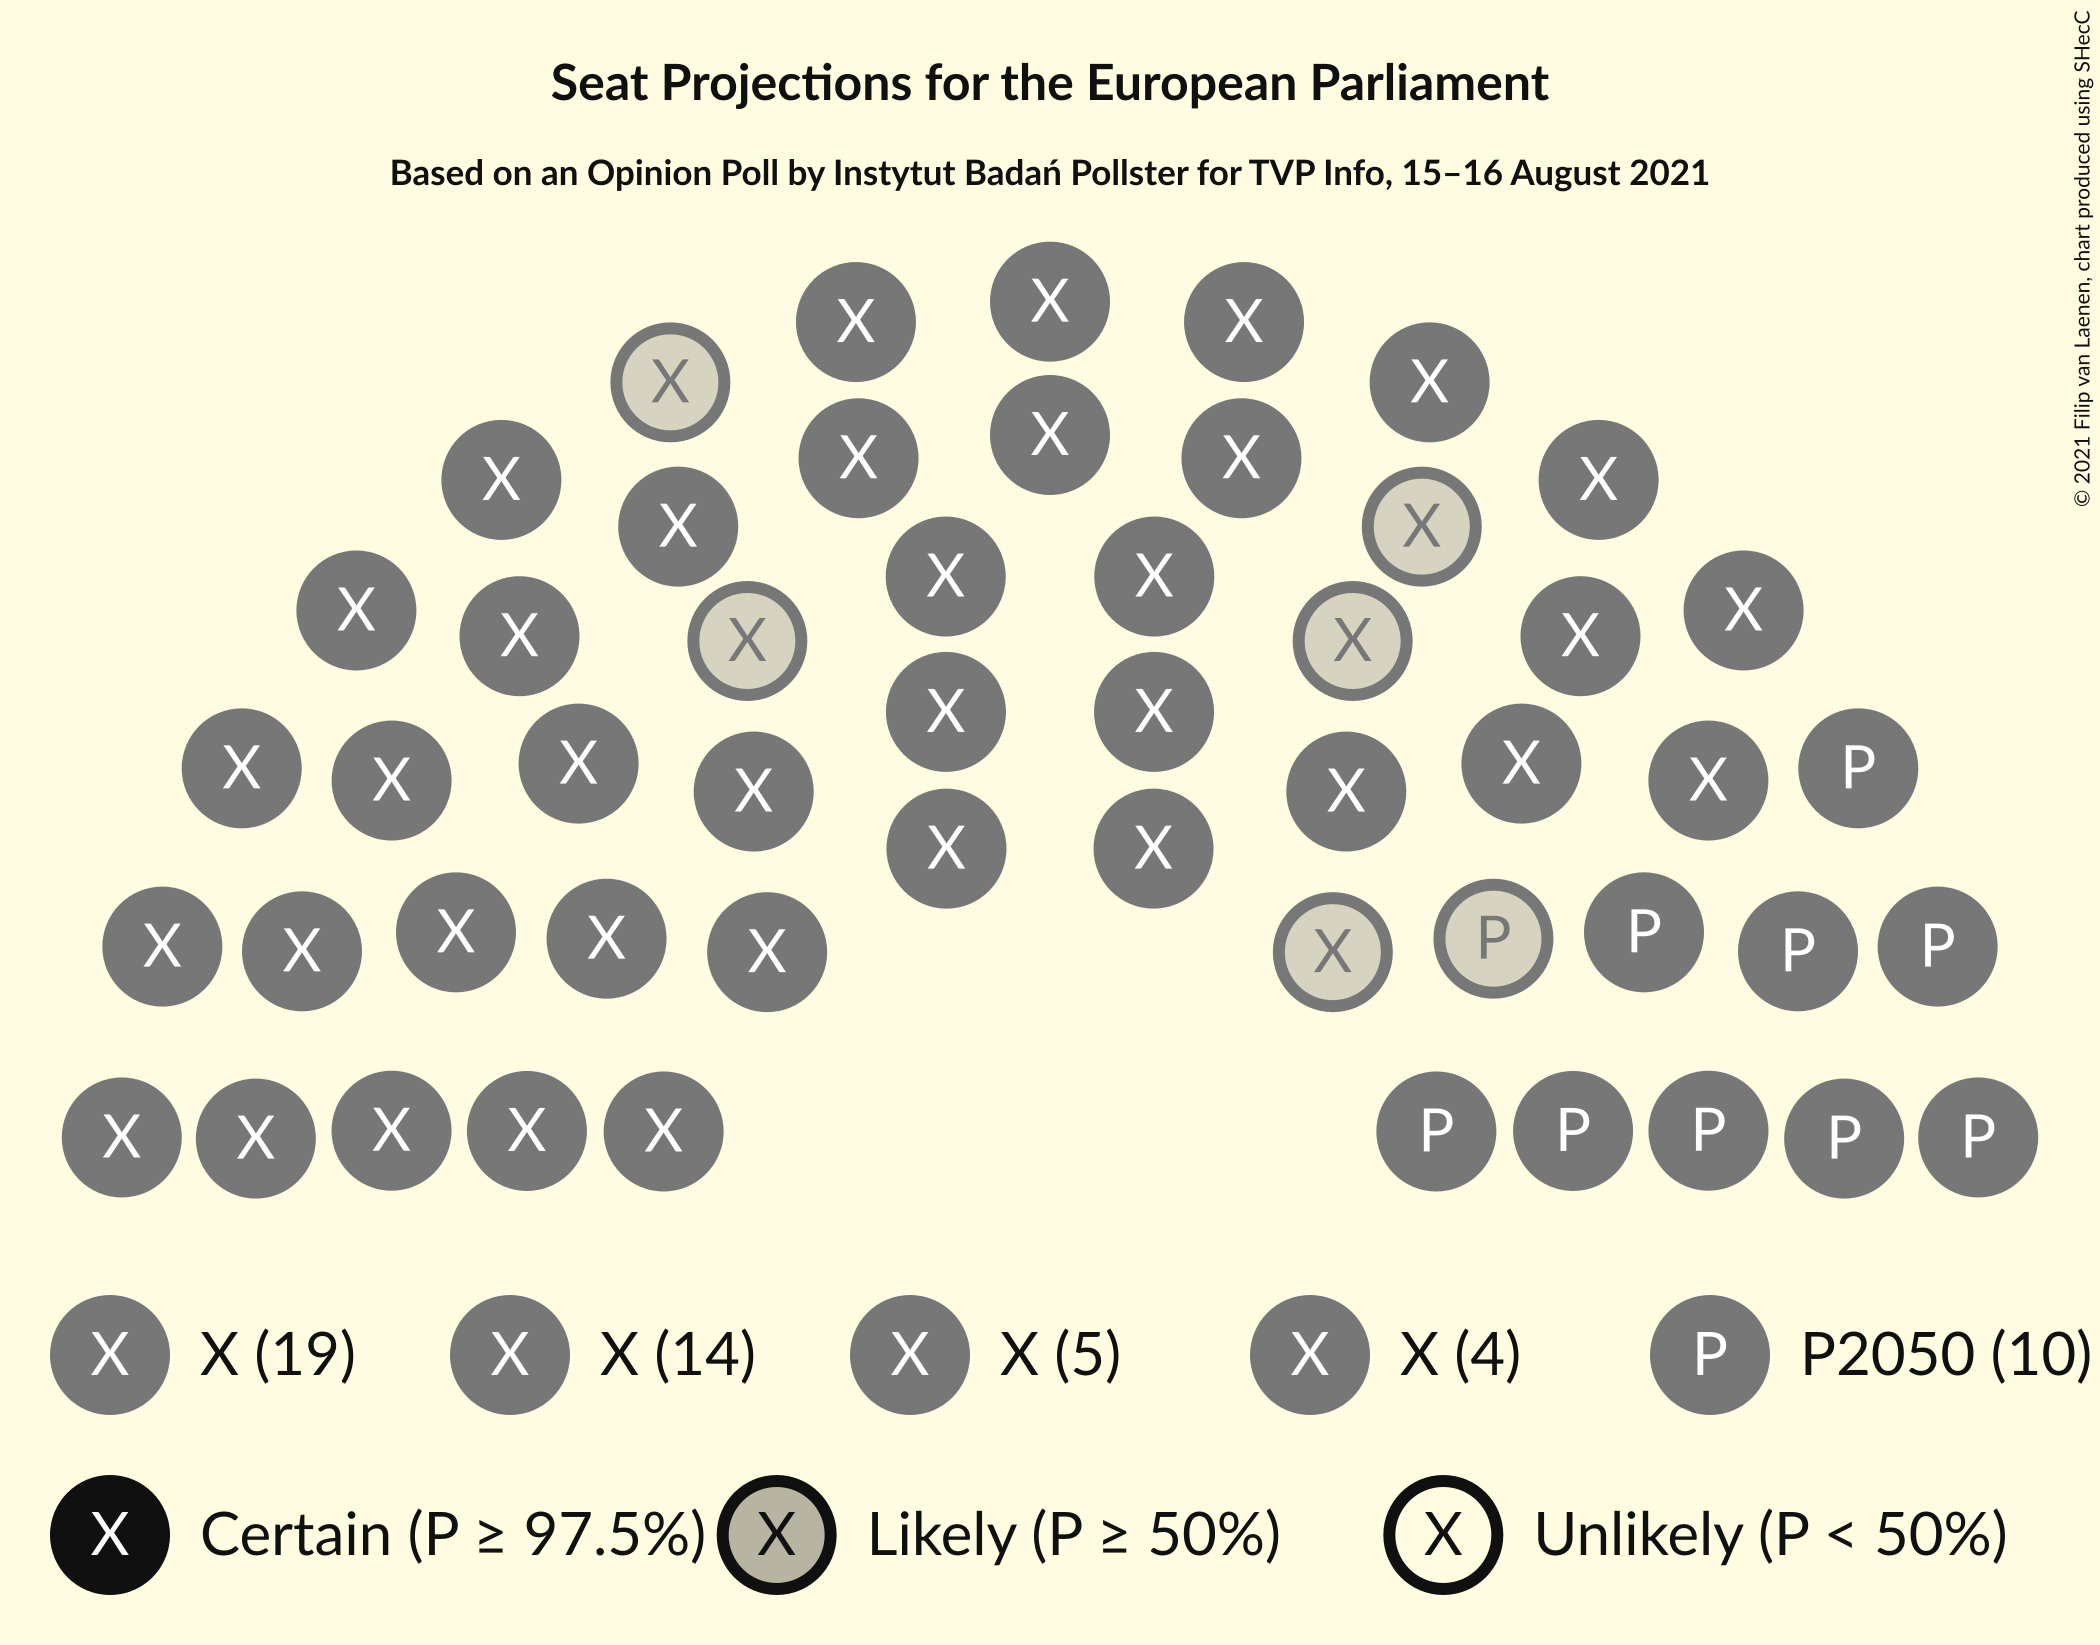 Seat Projections for the European Parliament
Based on an Opinion Poll by Instytut Badań Pollster for TVP Info, 15–16 August 2021
© 2021 Filip van Laenen, chart produced using SHecC
X X X
X X
X X X
X X
X X
X X
X X
X X
X X
X X
X X X P
X X
X X
X X
X X P P
X X P P
X X P
X X P P P
X X P P
X X (19) X X (14) X X (5) X X (4) P P2050 (10)
X Certain (P ≥ 97.5%) X Likely (P ≥ 50%) X Unlikely (P < 50%)